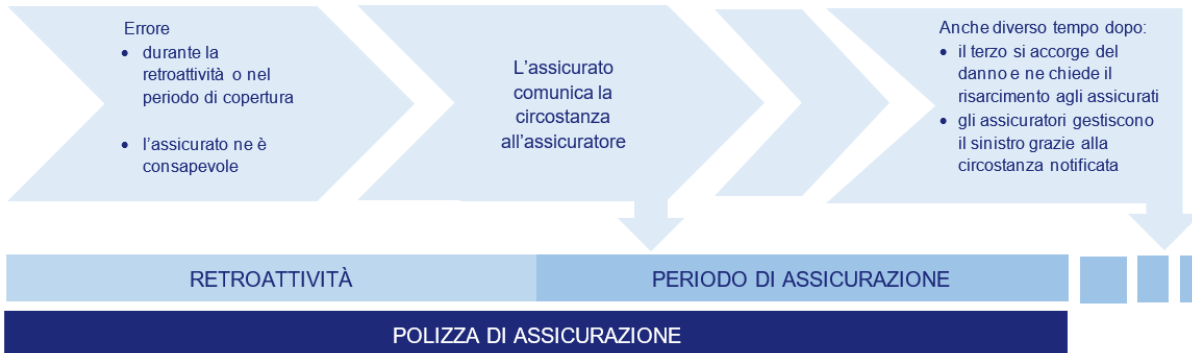 Errore
• durante la
retroattività o nel
periodo di copertura
• l'assicurato ne è
consapevole
L'assicurato
comunica la
circostanza
all'assicuratore
Anche diverso tempo dopo:
• il terzo si accorge del
danno e ne chiede il
risarcimento agli assicurati
• gli assicuratori gestiscono
il sinistro grazie alla
circostanza notificata
RETROATTIVITÀ
PERIODO DI ASSICURAZIONE
POLIZZA DI ASSICURAZIONE